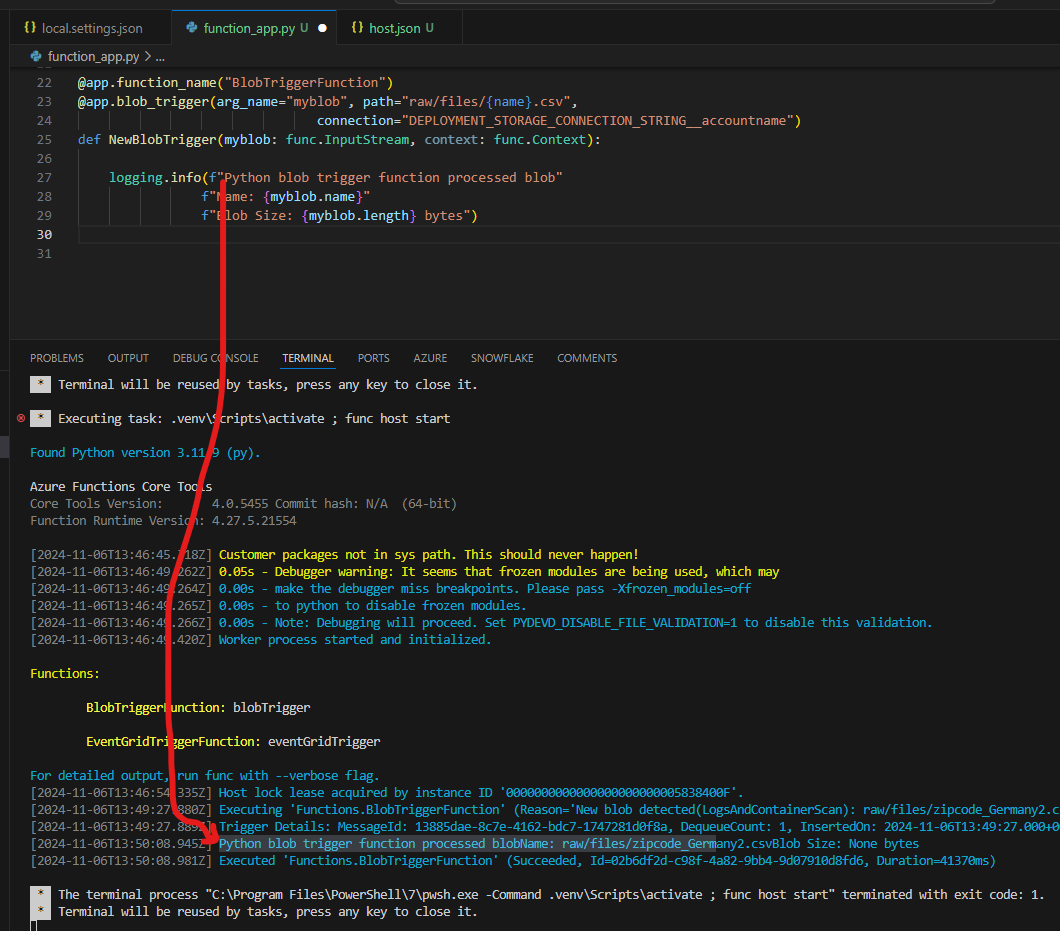 local.settings.json function_app.py U host.json U
function_app.py > ...
22 @app.function_name("BlobTriggerFunction")
23 @app.blob_trigger(arg_name="myblob", path="raw/files/{name}.csv",
24 connection="DEPLOYMENT_STORAGE_CONNECTION_STRING__accountname")
25 def NewBlobTrigger(myblob: func.InputStream, context: func.Context):
26
27 logging.info(f"Python blob trigger function processed blob"
28 f"Name: {myblob.name}"
29 f"Blob Size: {myblob.length} bytes")
30
31
PROBLEMS OUTPUT DEBUG CONSOLE TERMINAL PORTS AZURE SNOWFLAKE COMMENTS
* Terminal will be reused by tasks, press any key to close it.
* Executing task: .venv\Scripts\activate ; func host start
Found Python version 3.11.9 (py).
Azure Functions Core Tools
Core Tools Version: 4.0.5455 Commit hash: N/A (64-bit)
Function Runtime Version: 4.27.5.21554
[2024-11-06T13:46:45.718Z] Customer packages not in sys path. This should never happen!
[2024-11-06T13:46:49.262Z] 0.05s - Debugger warning: It seems that frozen modules are being used, which may
[2024-11-06T13:46:49.264Z] 0.00s - make the debugger miss breakpoints. Please pass -Xfrozen_modules=off
[2024-11-06T13:46:49.265Z] 0.00s - to python to disable frozen modules.
[2024-11-06T13:46:49.266Z] 0.00s - Note: Debugging will proceed. Set PYDEVD_DISABLE_FILE_VALIDATION=1 to disable this validation.
[2024-11-06T13:46:49.420Z] Worker process started and initialized.
Functions:
BlobTriggerFunction: blobTrigger
EventGridTriggerFunction: eventGridTrigger
For detailed output, run func with --verbose flag.
[2024-11-06T13:46:54.335Z] Host lock lease acquired by instance ID '0000000000000000000000005838400F'.
[2024-11-06T13:49:27.880Z] Executing 'Functions.BlobTriggerFunction' (Reason='New blob detected(LogsAndContainerScan): raw/files/zipcode_Germany2.c
[2024-11-06T13:49:27.889Z] Trigger Details: MessageId: 13885dae-8c7e-4162-bdc7-1747281d0f8a, DequeueCount: 1, InsertedOn: 2024-11-06T13:49:27.000+0
[2024-11-06T13:50:08.945Z] Python blob trigger function processed blobName: raw/files/zipcode_Germany2.csvBlob Size: None bytes
[2024-11-06T13:50:08.981Z] Executed 'Functions.BlobTriggerFunction' (Succeeded, Id=02b6df2d-c98f-4a82-9bb4-9d07910d8fd6, Duration=41370ms)
* The terminal process "C:\Program Files\PowerShell\7\pwsh.exe -Command .venv\Scripts\activate ; func host start" terminated with exit code: 1.
* Terminal will be reused by tasks, press any key to close it.